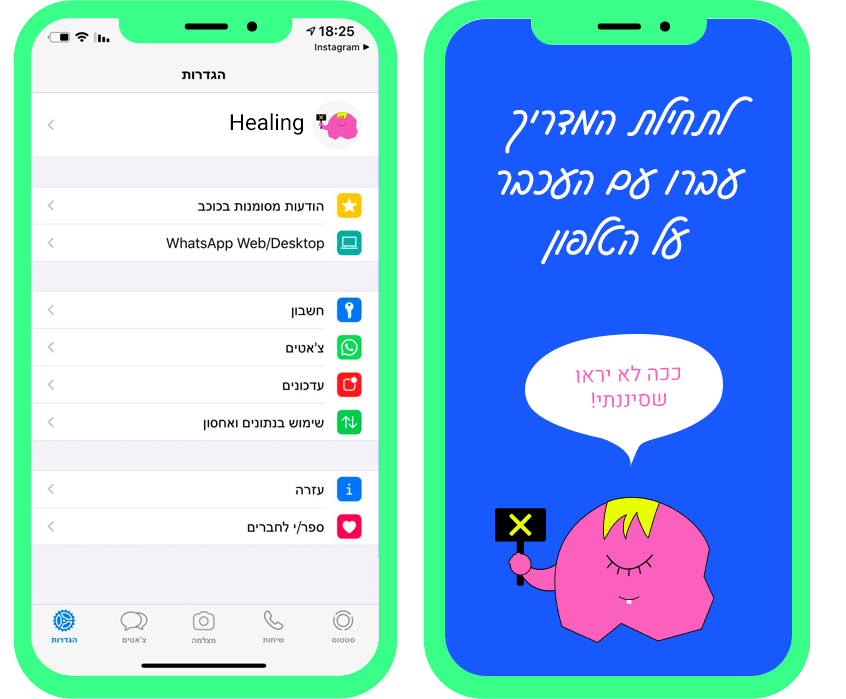 18:25
Instagram
הגדרות
Healing
הודעות מסומנות בכוכב
WhatsApp Web/Desktop
חשבון
צ'אטים
עדכונים
שימוש בנתונים ואחסון
עזרה
ספר/י לחברים
סטטוס
שיחות
מצלמה
צ'אטים
הגדרות
לתחילת המדריך
עברו עם העכבר
על הטלפון
ככה לא יראו
שסיננתי!